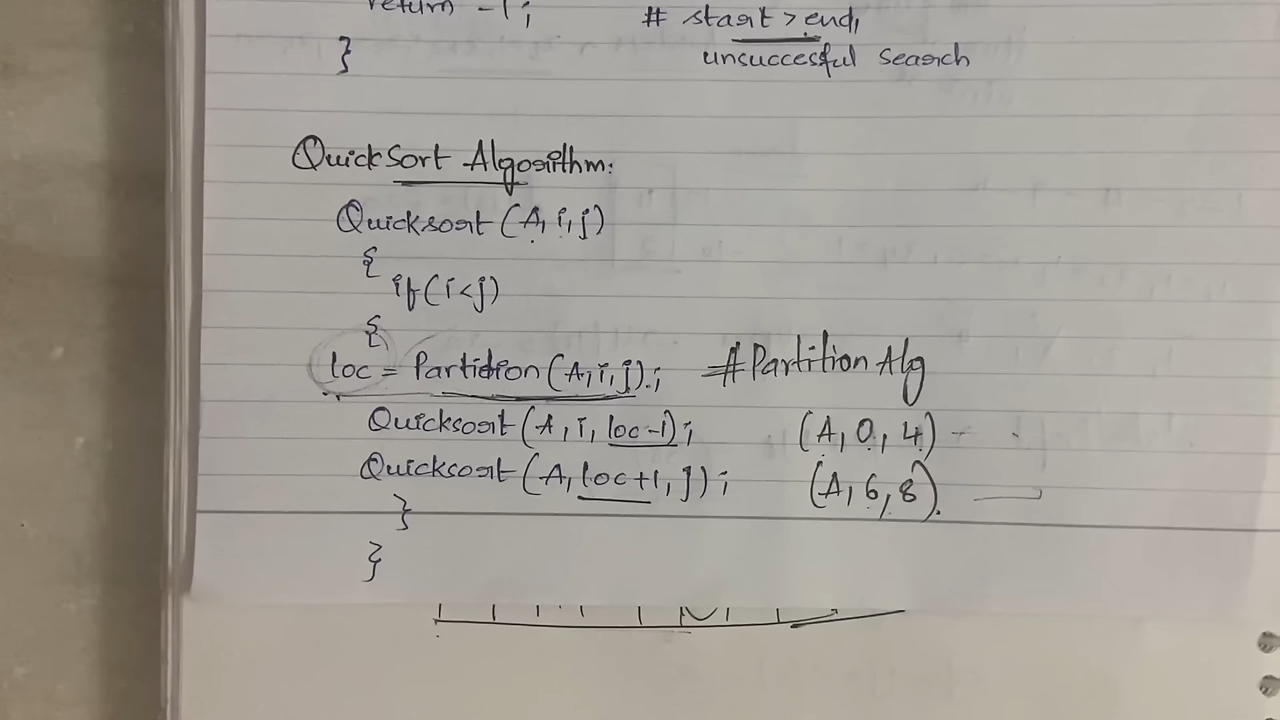 return -1;
# start > end,
}
unsuccesful search
QuickSort Algorithm:
Quicksort (A, i, j)
{
if (i<j)
{
loc = Partition (A, i, j); # Partition Alg
Quicksort (A, i, loc-1); (A, 0, 4)
Quicksort (A, loc+1, j); (A, 6, 8).
}
}